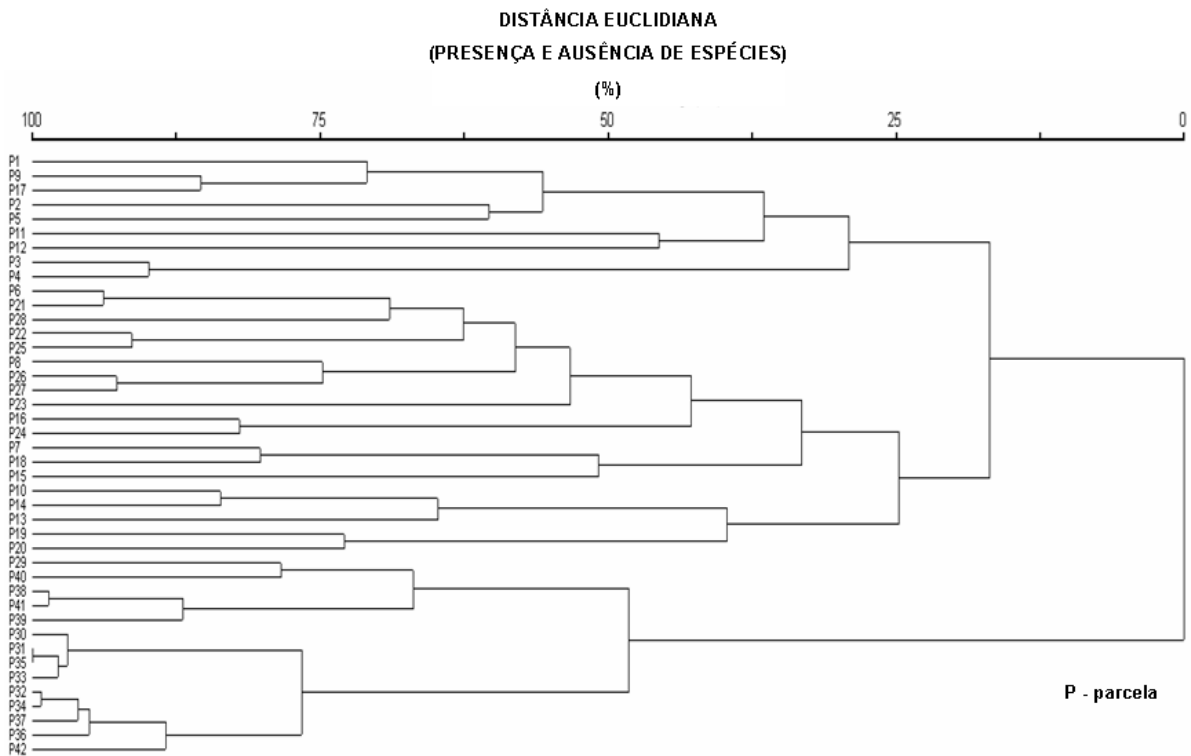 DISTÂNCIA EUCLIDIANA
(PRESENÇA E AUSÊNCIA DE ESPÉCIES)
(%)
100 75 50 25 0
P1
P9
P17
P2
P5
P11
P12
P3
P4
P6
P21
P28
P22
P25
P8
P26
P27
P23
P16
P24
P7
P18
P15
P10
P14
P13
P19
P20
P29
P40
P38
P41
P39
P30
P31
P35
P33
P32
P34
P37
P36
P42
P - parcela